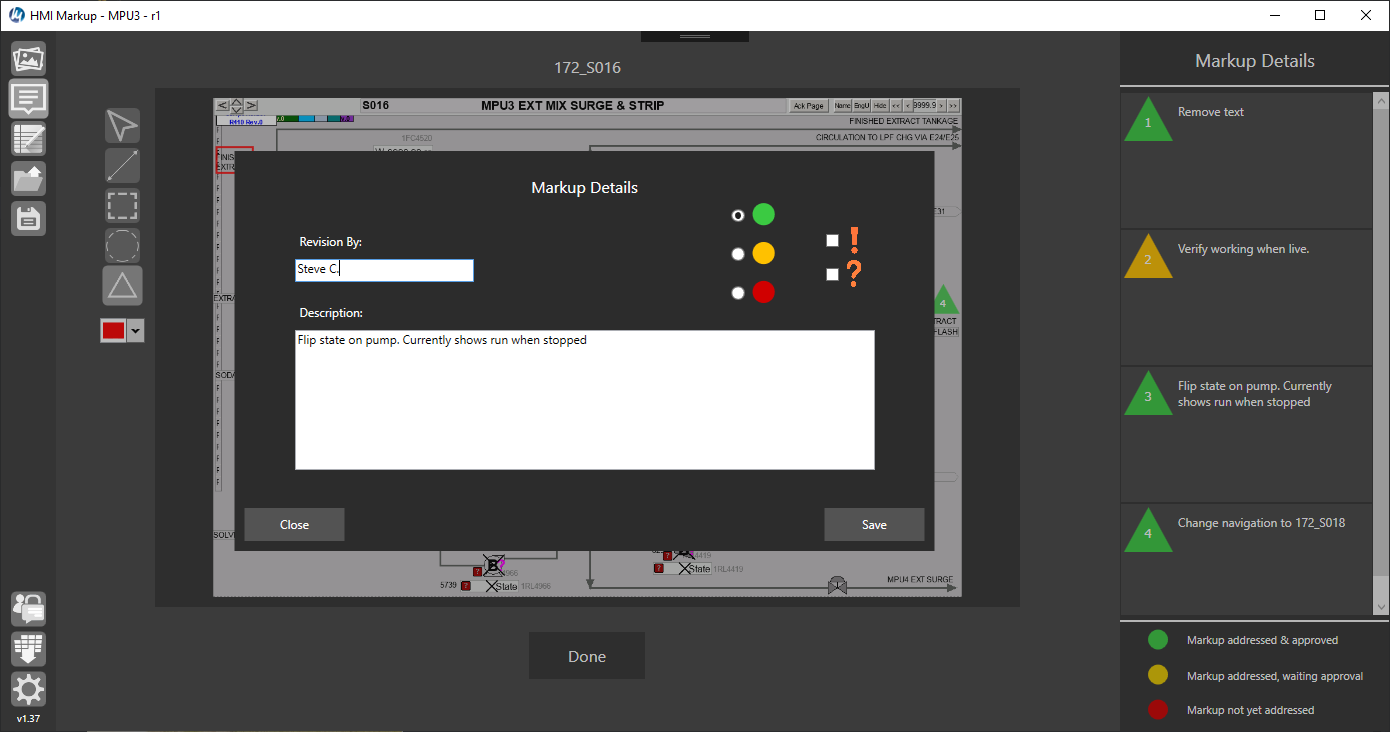 HMI Markup - MPU3 - r1
172_S016
Markup Details
S016
MPU3 EXT MIX SURGE & STRIP
Ack Page
Name
EngU
Hide
<<
<
9999.9
>
>>
R410 Rev.0
FINISHED EXTRACT TANKAGE
1FC4520
CIRCULATION TO LPF CHG VIA E24/E25
Markup Details
Revision By:
Steve C.
Description:
Flip state on pump. Currently shows run when stopped
Close
Save
4
State
1RL4419
5739
State
1RL4966
MPU4 EXT SURGE
Done
1
Remove text
2
Verify working when live.
3
Flip state on pump. Currently
shows run when stopped
4
Change navigation to 172_S018
Markup addressed & approved
Markup addressed, waiting approval
Markup not yet addressed
v1.37